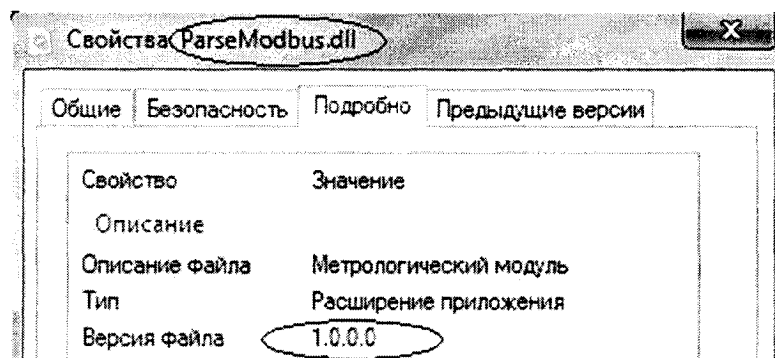 Свойства: ParseModbus.dll
Общие Безопасность Подробно Предыдущие версии
Свойство Значение
Описание
Описание файла Метрологический модуль
Тип Расширение приложения
Версия файла 1.0.0.0